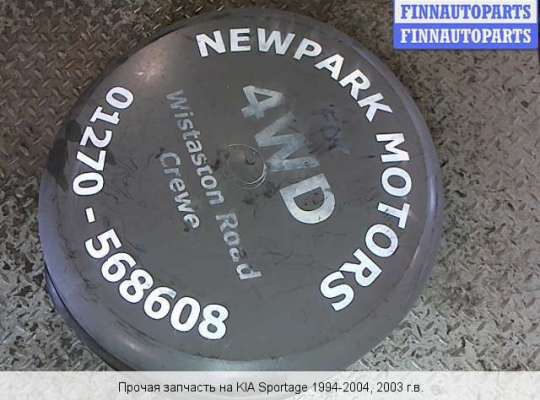 FINNAUTOPARTS
FINNAUTOPARTS
NEWPARK MOTORS
4WD
Wistaston Road
Crewe
01270 - 568608
Прочая запчасть на KIA Sportage 1994-2004, 2003 г.в.